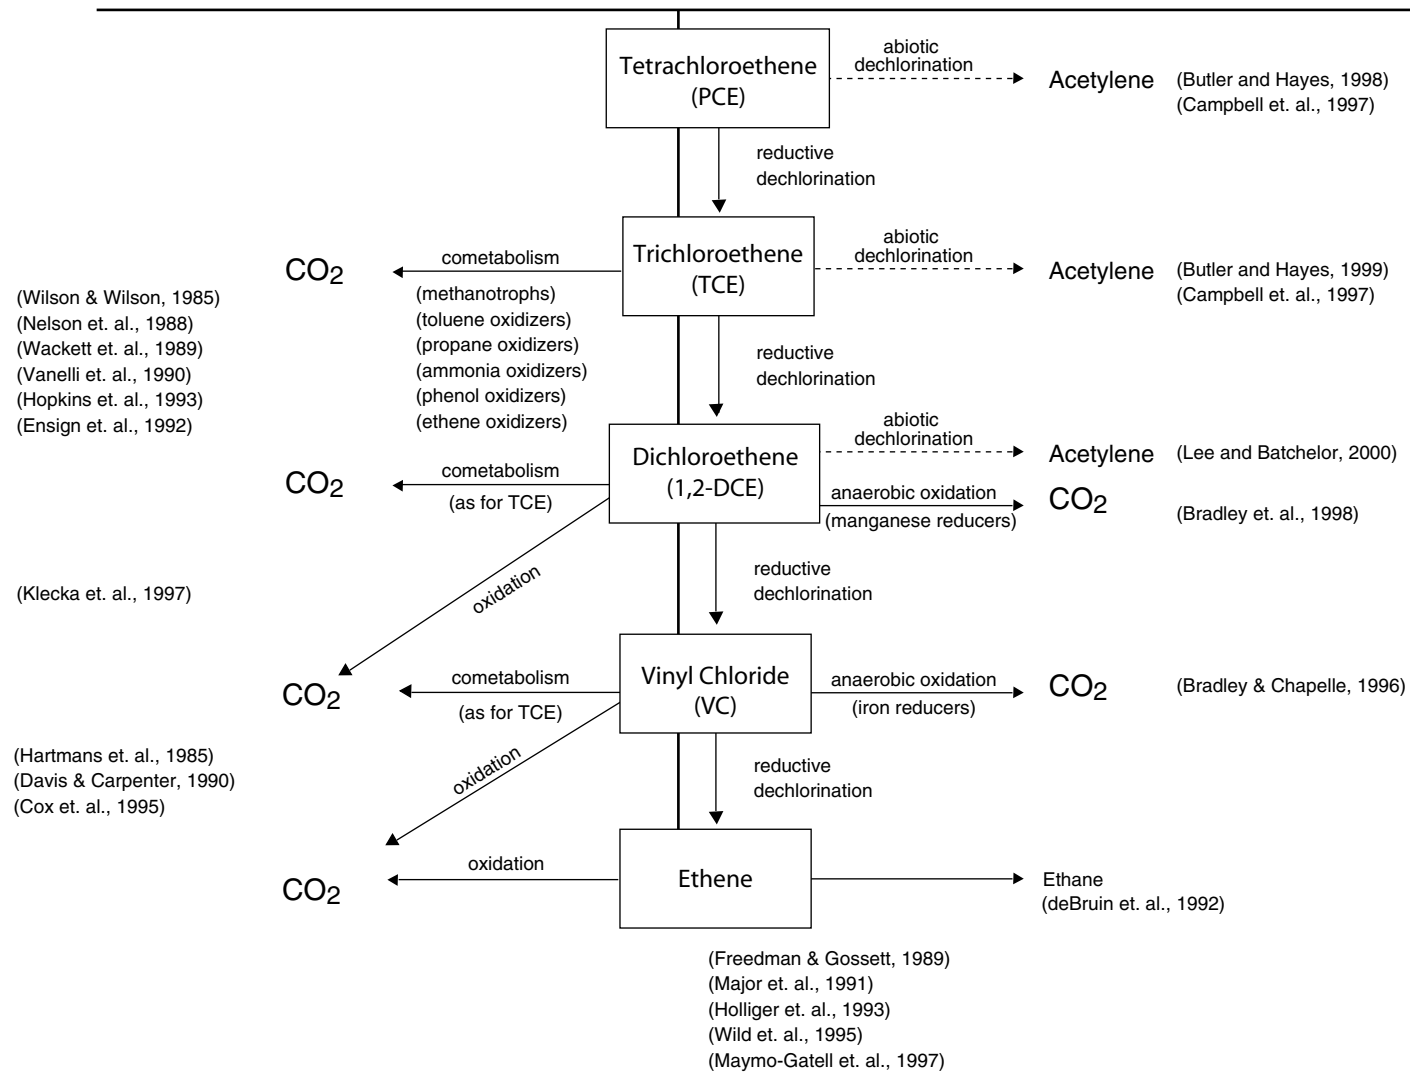 Tetrachloroethene
(PCE)
abiotic
dechlorination
Acetylene
(Butler and Hayes, 1998)
(Campbell et. al., 1997)
reductive
dechlorination
CO2
cometabolism
(methanotrophs)
(toluene oxidizers)
(propane oxidizers)
(ammonia oxidizers)
(phenol oxidizers)
(ethene oxidizers)
(Wilson & Wilson, 1985)
(Nelson et. al., 1988)
(Wackett et. al., 1989)
(Vanelli et. al., 1990)
(Hopkins et. al., 1993)
(Ensign et. al., 1992)
Trichloroethene
(TCE)
abiotic
dechlorination
Acetylene
(Butler and Hayes, 1999)
(Campbell et. al., 1997)
reductive
dechlorination
CO2
cometabolism
(as for TCE)
Dichloroethene
(1,2-DCE)
abiotic
dechlorination
Acetylene
(Lee and Batchelor, 2000)
anaerobic oxidation
(manganese reducers)
CO2
(Bradley et. al., 1998)
oxidation
(Klecka et. al., 1997)
reductive
dechlorination
CO2
cometabolism
(as for TCE)
Vinyl Chloride
(VC)
anaerobic oxidation
(iron reducers)
CO2
(Bradley & Chapelle, 1996)
oxidation
(Hartmans et. al., 1985)
(Davis & Carpenter, 1990)
(Cox et. al., 1995)
reductive
dechlorination
CO2
oxidation
Ethene
Ethane
(deBruin et. al., 1992)
(Freedman & Gossett, 1989)
(Major et. al., 1991)
(Holliger et. al., 1993)
(Wild et. al., 1995)
(Maymo-Gatell et. al., 1997)